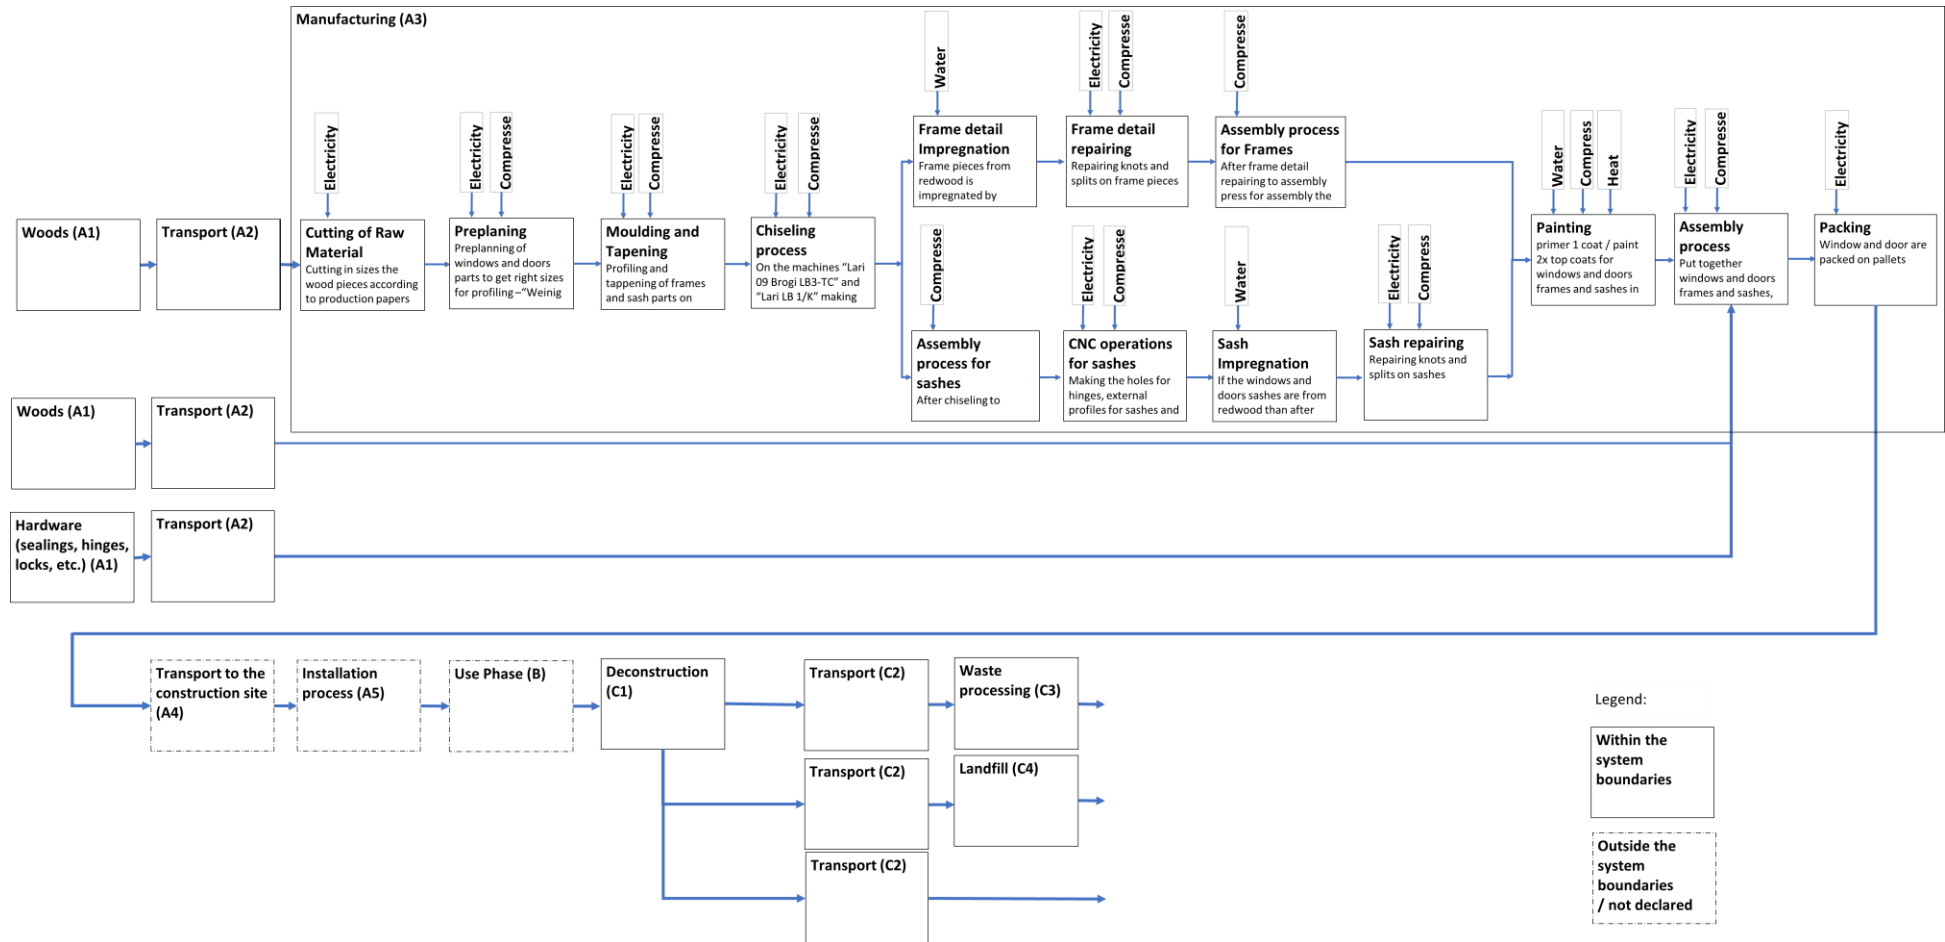 Manufacturing (A3)
Water
Electricity
Compresse
Compresse
Electricity
Electricity
Compresse
Electricity
Compresse
Electricity
Compresse
Water
Compress
Heat
Electricity
Compresse
Electricity
Frame detail
Impregnation
Frame pieces from
redwood is
impregnated by
Frame detail
repairing
Repairing knots and
splits on frame pieces
Assembly process
for Frames
After frame detail
repairing to assembly
press for assembly the
Woods (A1)
Transport (A2)
Cutting of Raw
Material
Cutting in sizes the
wood pieces according
to production papers
Preplaning
Preplanning of
windows and doors
parts to get right sizes
for profiling –“Weinig
Moulding and
Tapening
Profiling and
tappening of frames
and sash parts on
Chiseling
process
On the machines “Lari
09 Brogi LB3-TC” and
“Lari LB 1/K” making
Painting
primer 1 coat / paint
2x top coats for
windows and doors
frames and sashes in
Assembly
process
Put together
windows and doors
frames and sashes,
Packing
Window and door are
packed on pallets
Compresse
Electricity
Compresse
Water
Electricity
Compress
Assembly
process for
sashes
After chiseling to
CNC operations
for sashes
Making the holes for
hinges, external
profiles for sashes and
Sash
Impregnation
If the windows and
doors sashes are from
redwood than after
Sash repairing
Repairing knots and
splits on sashes
Woods (A1)
Transport (A2)
Hardware
(sealings, hinges,
locks, etc.) (A1)
Transport (A2)
Transport to the
construction site
(A4)
Installation
process (A5)
Use Phase (B)
Deconstruction
(C1)
Transport (C2)
Waste
processing (C3)
Transport (C2)
Landfill (C4)
Transport (C2)
Legend:
Within the
system
boundaries
Outside the
system
boundaries
/ not declared